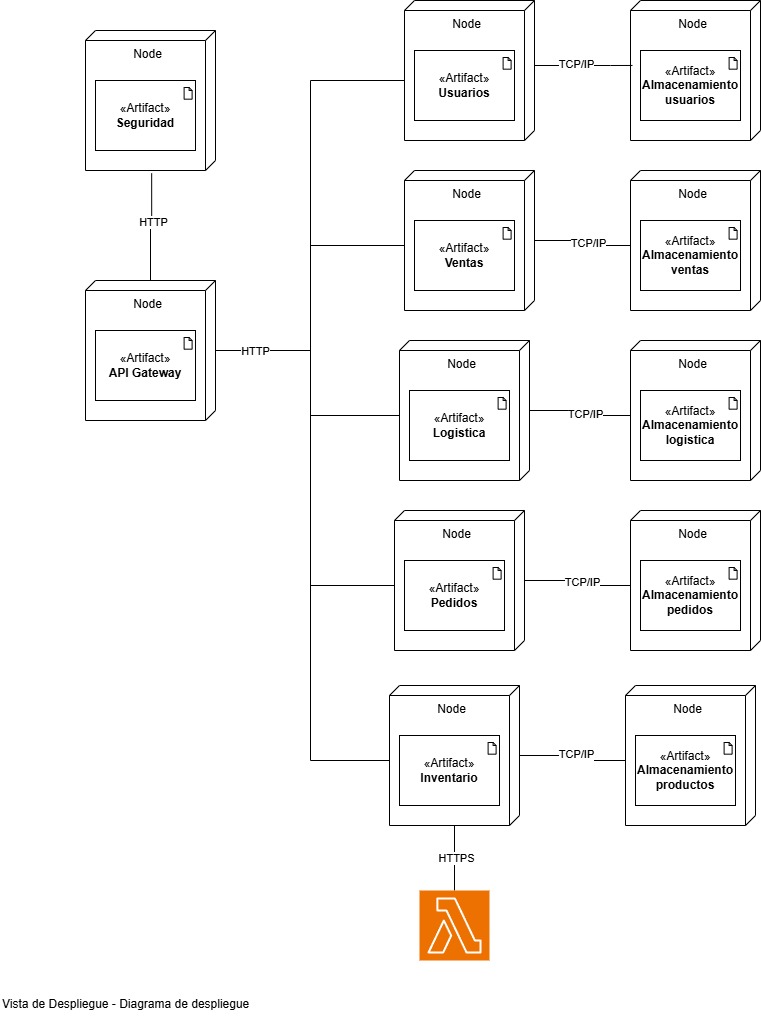 Node
«Artifact»
Seguridad
HTTP
Node
«Artifact»
API Gateway
HTTP
Node
«Artifact»
Usuarios
TCP/IP
Node
«Artifact»
Almacenamiento
usuarios
Node
«Artifact»
Ventas
TCP/IP
Node
«Artifact»
Almacenamiento
ventas
Node
«Artifact»
Logistica
TCP/IP
Node
«Artifact»
Almacenamiento
logistica
Node
«Artifact»
Pedidos
TCP/IP
Node
«Artifact»
Almacenamiento
pedidos
Node
«Artifact»
Inventario
TCP/IP
Node
«Artifact»
Almacenamiento
productos
HTTPS
Vista de Despliegue - Diagrama de despliegue